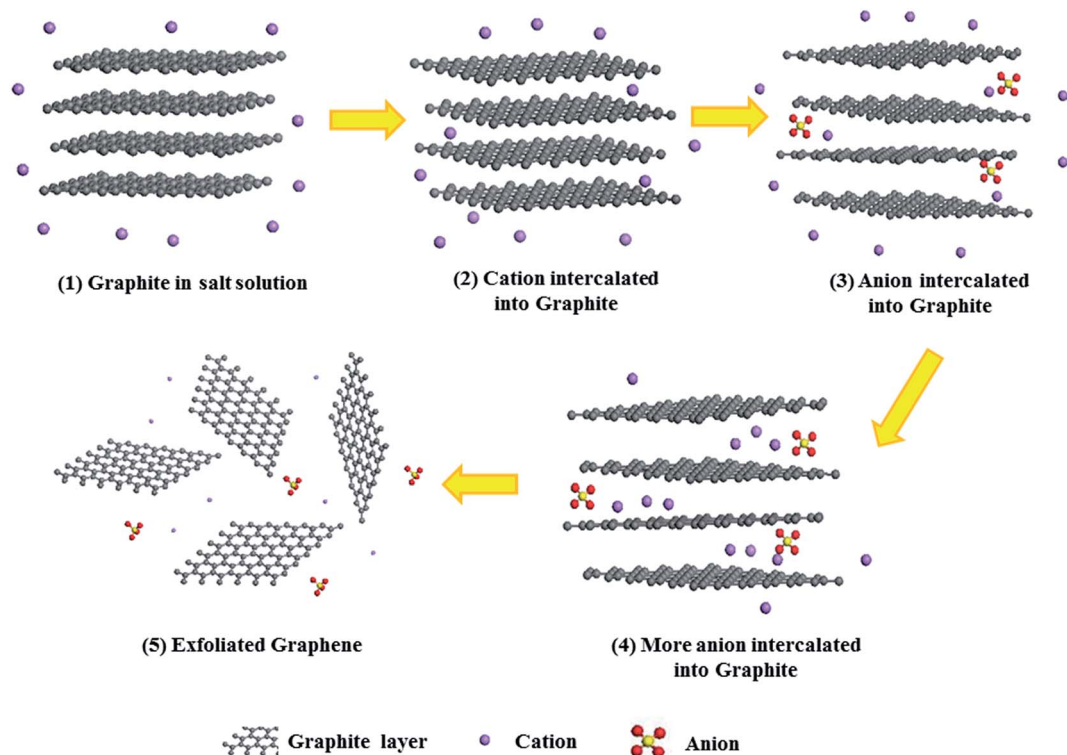 (1) Graphite in salt solution
(2) Cation intercalated
into Graphite
(3) Anion intercalated
into Graphite
(5) Exfoliated Graphene
(4) More anion intercalated
into Graphite
Graphite layer
Cation
Anion